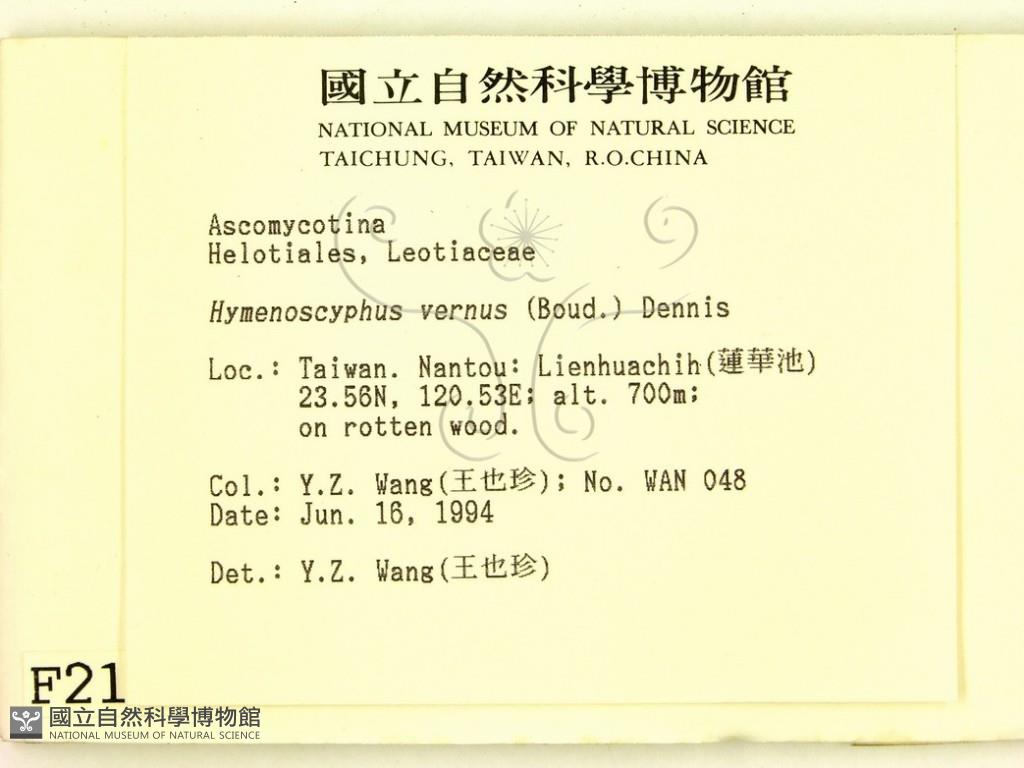 國立自然科學博物館
NATIONAL MUSEUM OF NATURAL SCIENCE
TAICHUNG, TAIWAN, R.O.CHINA
Ascomycotina
Helotiales, Leotiaceae
Hymenoscyphus vernus (Boud.) Dennis
Loc.: Taiwan. Nantou: Lienhuachih(蓮華池)
23.56N, 120.53E; alt. 700m;
on rotten wood.
Col.: Y.Z. Wang(王也珍); No. WAN 048
Date: Jun. 16, 1994
Det.: Y.Z. Wang(王也珍)
F21
國立自然科學博物館
NATIONAL MUSEUM OF NATURAL SCIENCE